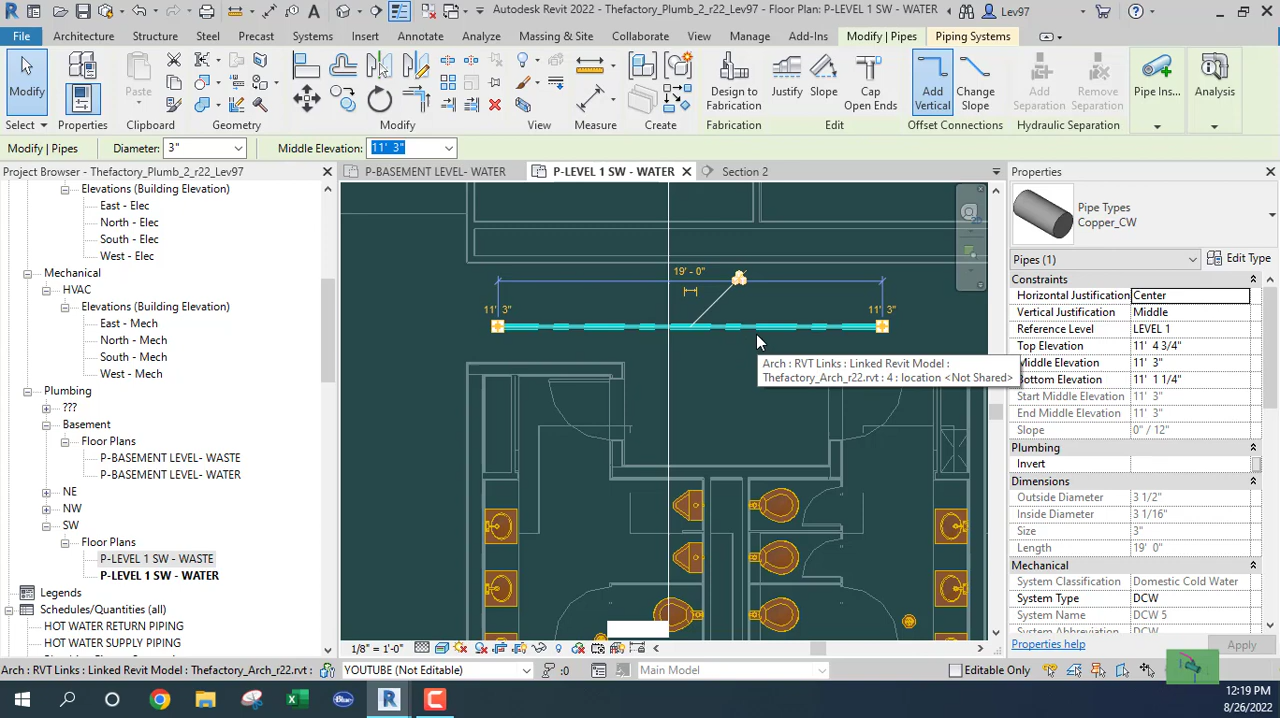 Autodesk Revit 2022 - Thefactory_Plumb_2_r22_Lev97 - Floor Plan: P-LEVEL 1 SW - WATER
Lev97
File Architecture Structure Steel Precast Systems Insert Annotate Analyze Massing & Site Collaborate View Manage Add-Ins Modify | Pipes Piping Systems
Modify
Properties
Paste
Design to Fabrication
Justify
Slope
Cap Open Ends
Add Vertical
Change Slope
Add Separation
Remove Separation
Pipe Ins...
Analysis
Select Properties Clipboard Geometry Modify View Measure Create Fabrication Edit Offset Connections Hydraulic Separation
Modify | Pipes Diameter: 3" Middle Elevation: 11' 3"
Project Browser - Thefactory_Plumb_2_r22_Lev97
Elevations (Building Elevation)
East - Elec
North - Elec
South - Elec
West - Elec
Mechanical
HVAC
Elevations (Building Elevation)
East - Mech
North - Mech
South - Mech
West - Mech
Plumbing
???
Basement
Floor Plans
P-BASEMENT LEVEL- WASTE
P-BASEMENT LEVEL- WATER
NE
NW
SW
Floor Plans
P-LEVEL 1 SW - WASTE
P-LEVEL 1 SW - WATER
Legends
Schedules/Quantities (all)
HOT WATER RETURN PIPING
HOT WATER SUPPLY PIPING
P-BASEMENT LEVEL- WATER P-LEVEL 1 SW - WATER Section 2
19' - 0"
11' 3" 11' 3"
Arch : RVT Links : Linked Revit Model :
Thefactory_Arch_r22.rvt : 4 : location <Not Shared>
Properties
Pipe Types
Copper_CW
Pipes (1) Edit Type
Constraints
Horizontal Justification Center
Vertical Justification Middle
Reference Level LEVEL 1
Top Elevation 11' 4 3/4"
Middle Elevation 11' 3"
Bottom Elevation 11' 1 1/4"
Start Middle Elevation 11' 3"
End Middle Elevation 11' 3"
Slope 0" / 12"
Plumbing
Invert
Dimensions
Outside Diameter 3 1/2"
Inside Diameter 3 1/16"
Size 3"
Length 19' 0"
Mechanical
System Classification Domestic Cold Water
System Type DCW
System Name DCW 5
Properties help Apply
1/8" = 1'-0"
Arch : RVT Links : Linked Revit Model : Thefactory_Arch_r22.rvt : YOUTUBE (Not Editable) :0 Main Model Editable Only :1
12:19 PM
8/26/2022